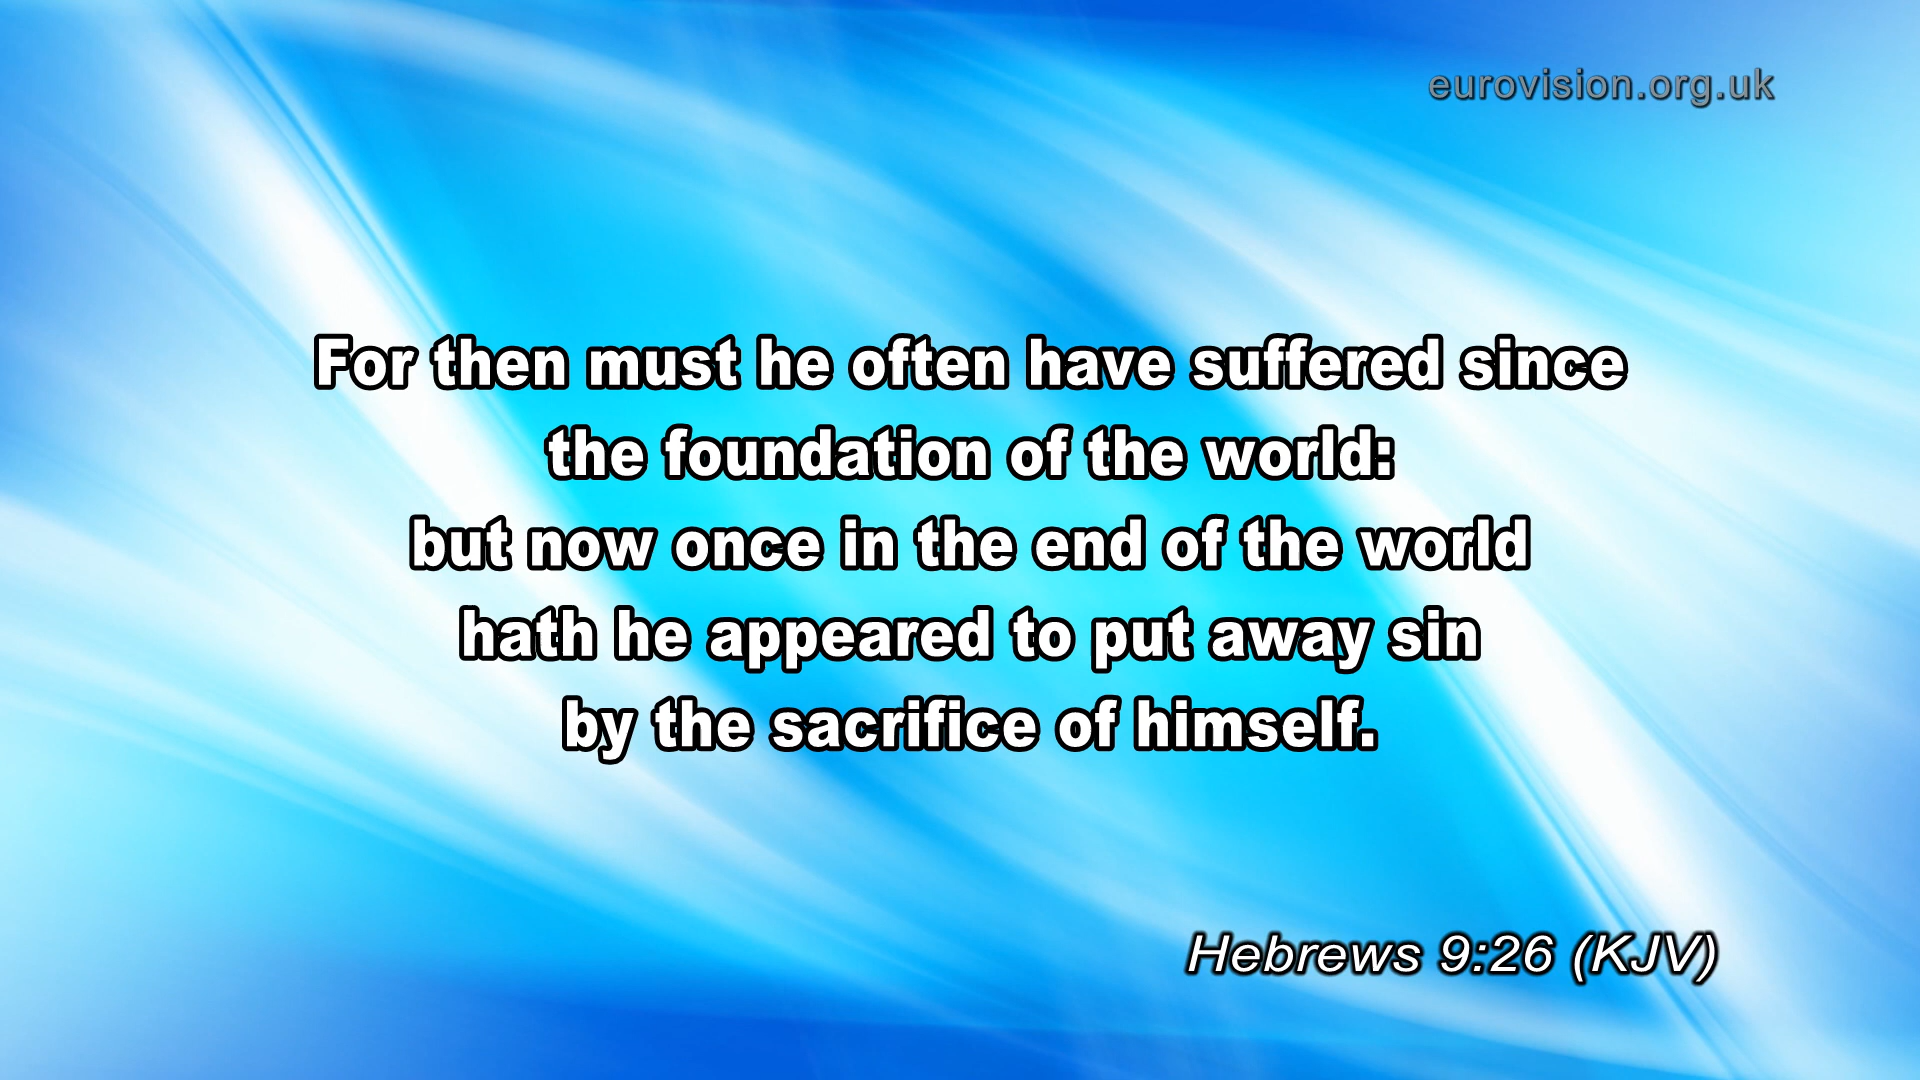 eurovision.org.uk
For then must he often have suffered since
the foundation of the world:
but now once in the end of the world
hath he appeared to put away sin
by the sacrifice of himself.
Hebrews 9:26 (KJV)